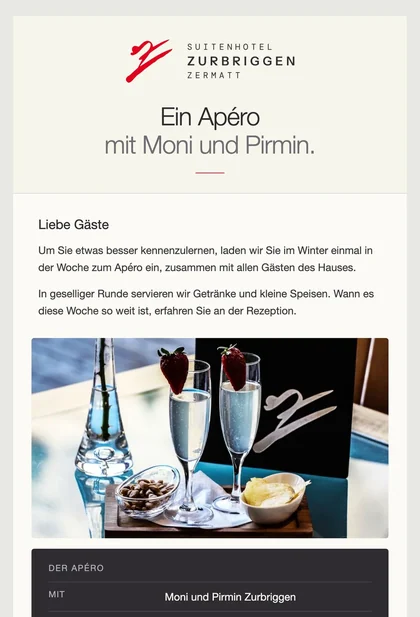 SUITENHOTEL
ZURBRIGGEN
ZERMATT
Ein Apéro
mit Moni und Pirmin.
Liebe Gäste
Um Sie etwas besser kennenzulernen, laden wir Sie im Winter einmal in
der Woche zum Apéro ein, zusammen mit allen Gästen des Hauses.
In geselliger Runde servieren wir Getränke und kleine Speisen. Wann es
diese Woche so weit ist, erfahren Sie an der Rezeption.
DER APÉRO
MIT Moni und Pirmin Zurbriggen